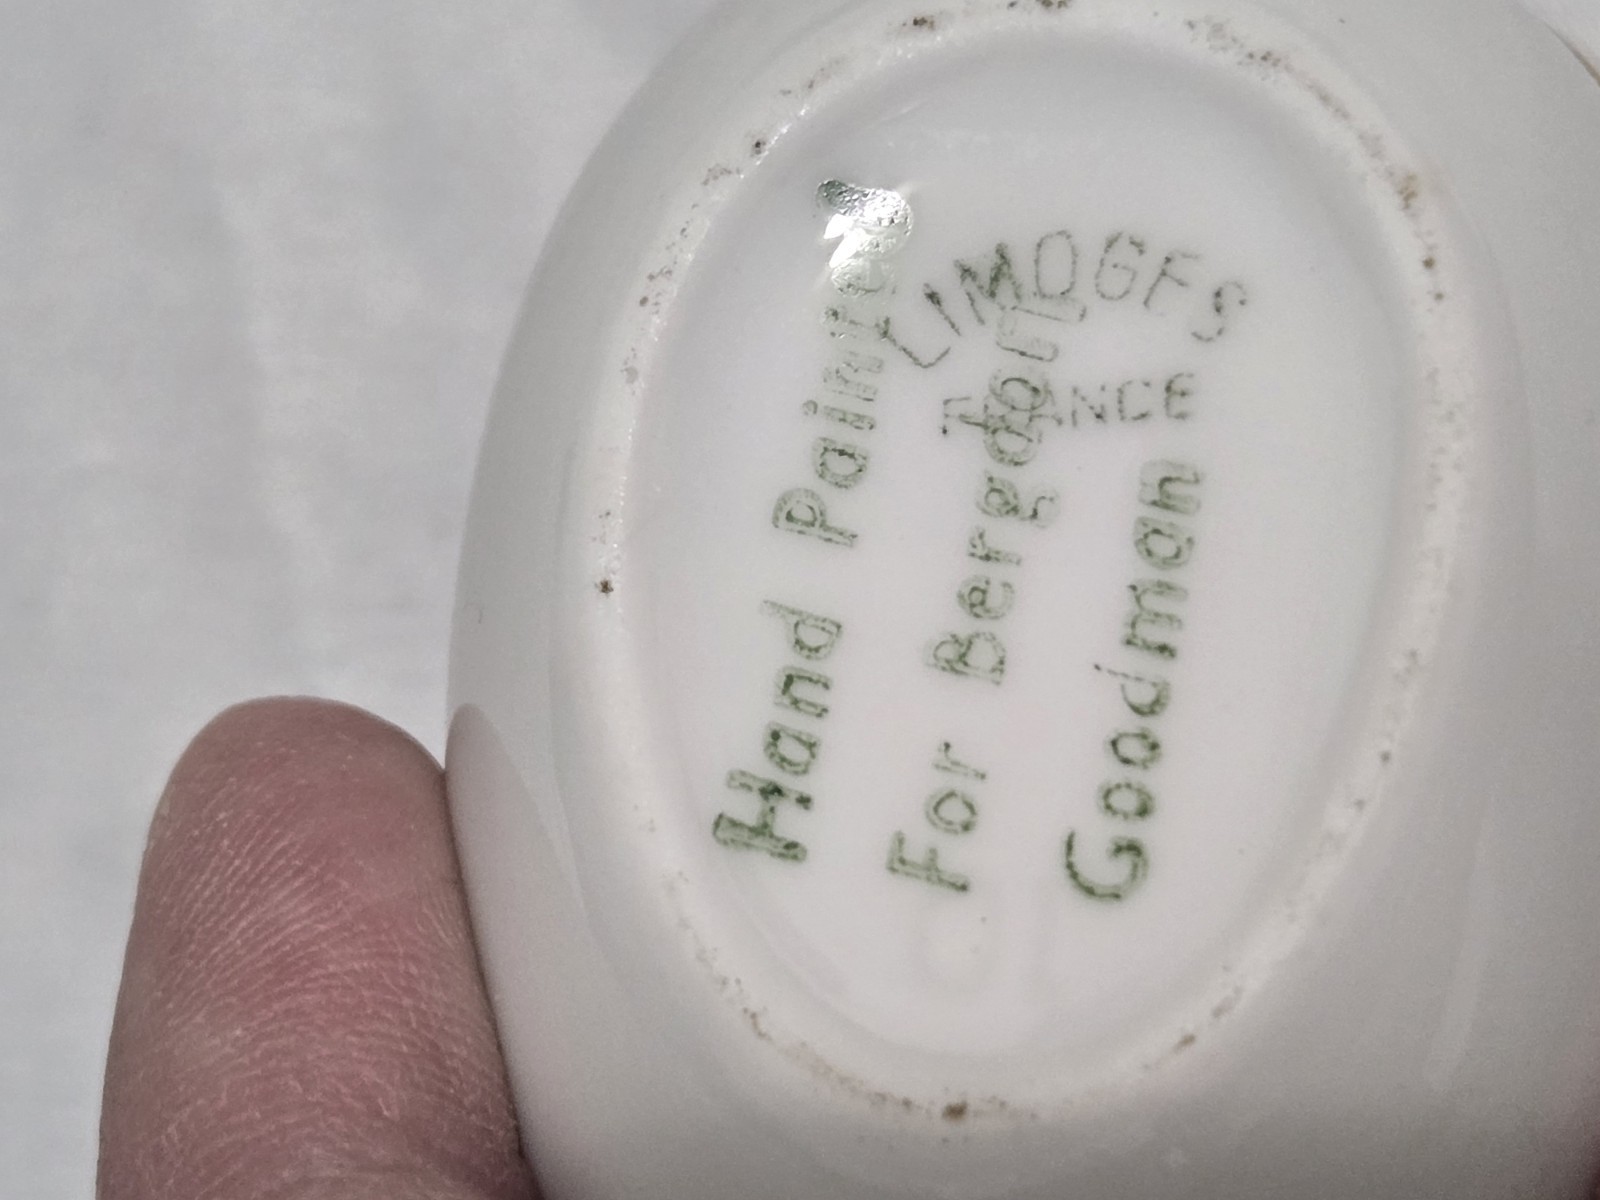 LIMOGES
FRANCE
Hand Painted
For Bergdorf
Goodman